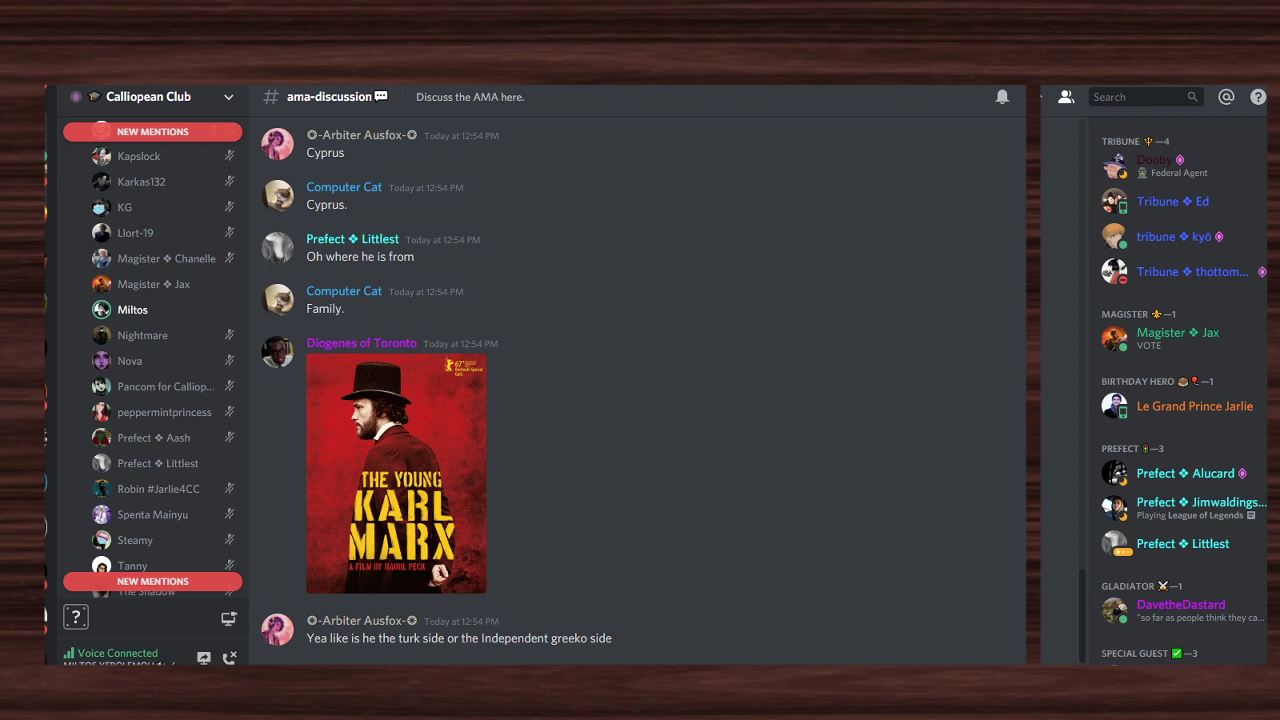 Calliopean Club
NEW MENTIONS
Kapslock
Karkas132
KG
Llort-19
Magister ❖ Chanelle
Magister ❖ Jax
Miltos
Nightmare
Nova
Pancom for Calliop...
peppermintprincess
Prefect ❖ Aash
Prefect ❖ Littlest
Robin #Jarlie4CC
Spenta Mainyu
Steamy
Tanny
NEW MENTIONS
The Shadow
?
Voice Connected
# ama-discussion 💬
Discuss the AMA here.
❂-Arbiter Ausfox-❂ Today at 12:54 PM
Cyprus
Computer Cat Today at 12:54 PM
Cyprus.
Prefect ❖ Littlest Today at 12:54 PM
Oh where he is from
Computer Cat Today at 12:54 PM
Family.
Diogenes of Toronto Today at 12:54 PM
THE YOUNG
KARL
MARX
A FILM BY RAOUL PECK
❂-Arbiter Ausfox-❂ Today at 12:54 PM
Yea like is he the turk side or the Independent greeko side
Search
TRIBUNE 🔱—4
Dooby
Federal Agent
Tribune ❖ Ed
tribune ❖ kyō
Tribune ❖ thottom...
MAGISTER ⚜—1
Magister ❖ Jax
VOTE
BIRTHDAY HERO 🎂🎈—1
Le Grand Prince Jarlie
PREFECT —3
Prefect ❖ Alucard
Prefect ❖ Jimwaldings...
Playing League of Legends
Prefect ❖ Littlest
GLADIATOR ⚔—1
DavetheDastard
"so far as people think they ca...
SPECIAL GUEST ✅—3